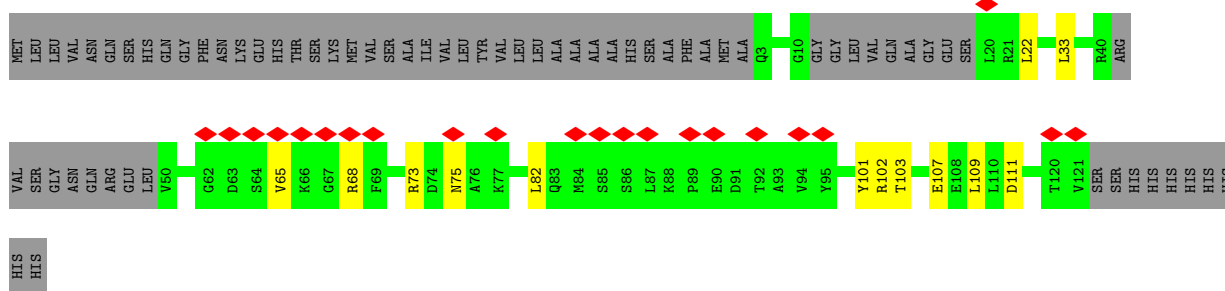 MET LEU LEU VAL ASN GLN SER HIS GLN GLY PHE ASN LYS GLU HIS THR SER LYS MET VAL SER ALA ILE VAL LEU TYR VAL LEU LEU ALA ALA ALA ALA HIS SER ALA PHE ALA MET ALA Q3 G10 GLY GLY LEU VAL GLN ALA GLY GLU SER L20 R21 L22 L33 R40 ARG
VAL SER GLY ASN GLN ARG GLU LEU V50 G62 D63 S64 V65 K66 G67 R68 F69 R73 D74 N75 A76 K77 L82 Q83 M84 S85 S86 L87 K88 P89 E90 D91 T92 A93 V94 Y95 Y101 R102 T103 E107 E108 L109 L110 D111 T120 V121 SER SER HIS HIS HIS HIS HIS HIS HIS
HIS HIS